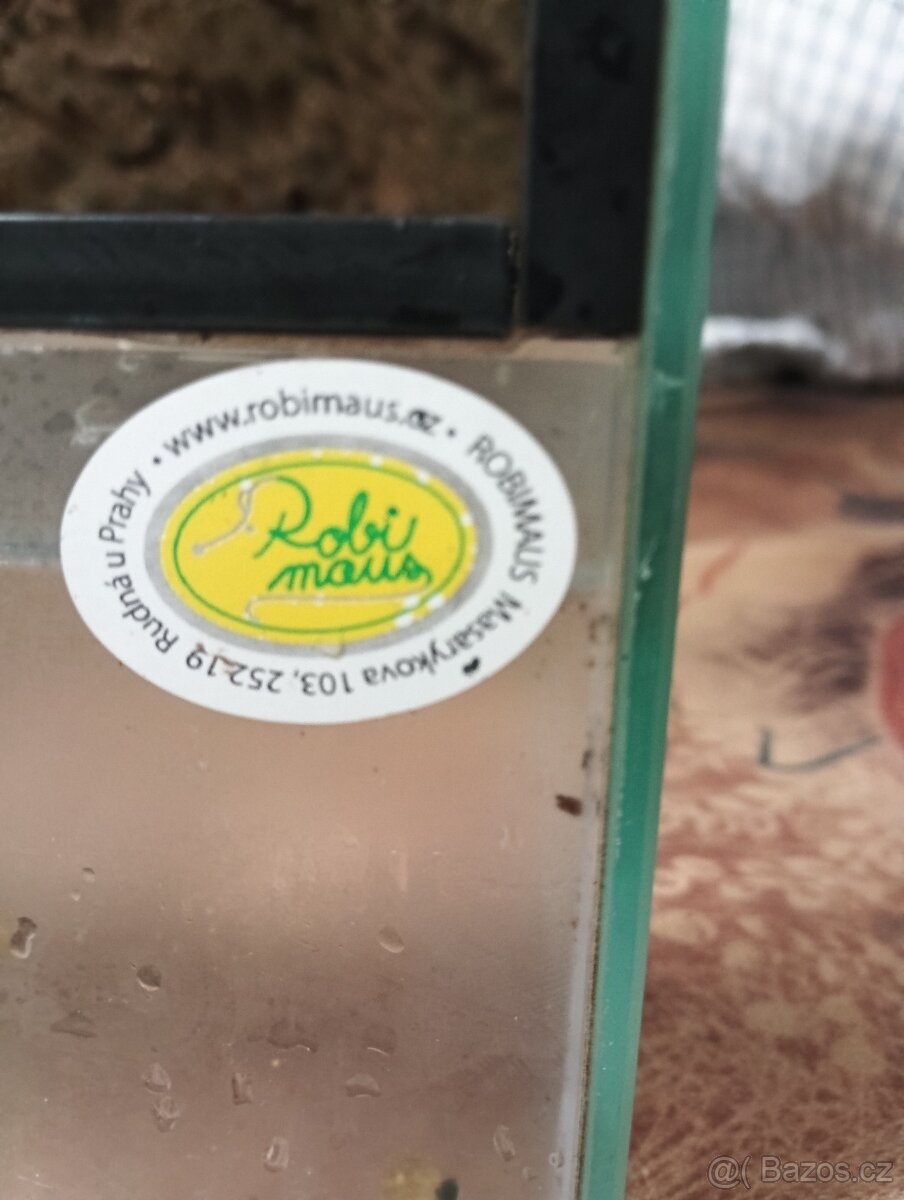 • www.robimaus.cz • ROBIMAUS Masarykova 103, 252 19 Rudná u Prahy
Robi
maus
@( Bazos.cz